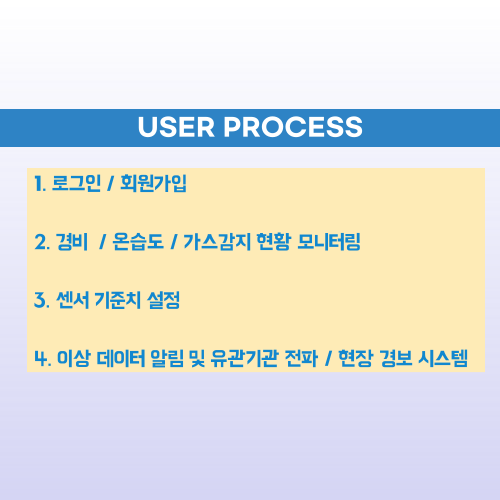 USER PROCESS
1. 로그인 / 회원가입
2. 경비 / 온습도 / 가스감지 현황 모니터링
3. 센서 기준치 설정
4. 이상 데이터 알림 및 유관기관 전파 / 현장 경보 시스템